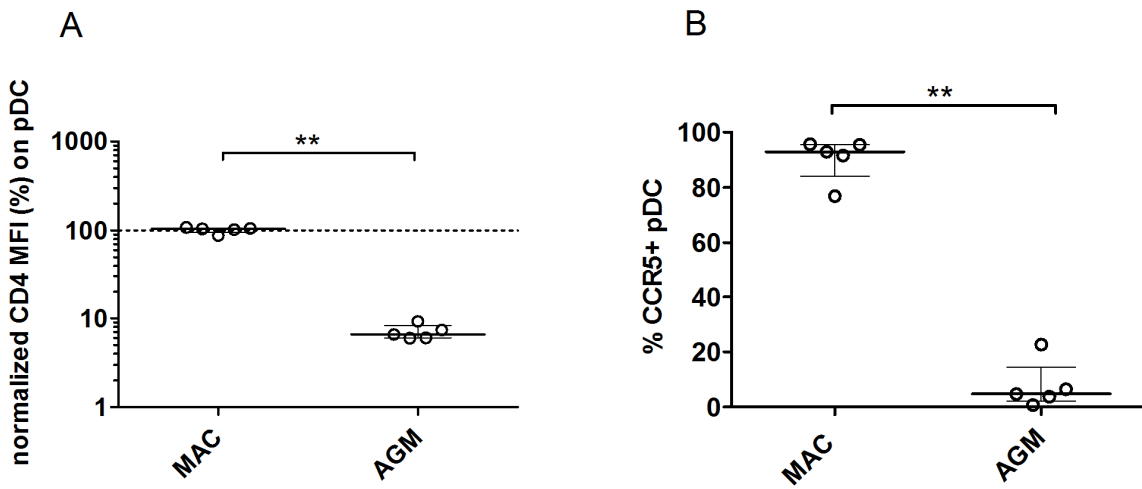 A
normalized CD4 MFI (%) on pDC
1000
100
10
1
**
MAC
AGM
B
% CCR5+ pDC
100
80
60
40
20
0
**
MAC
AGM